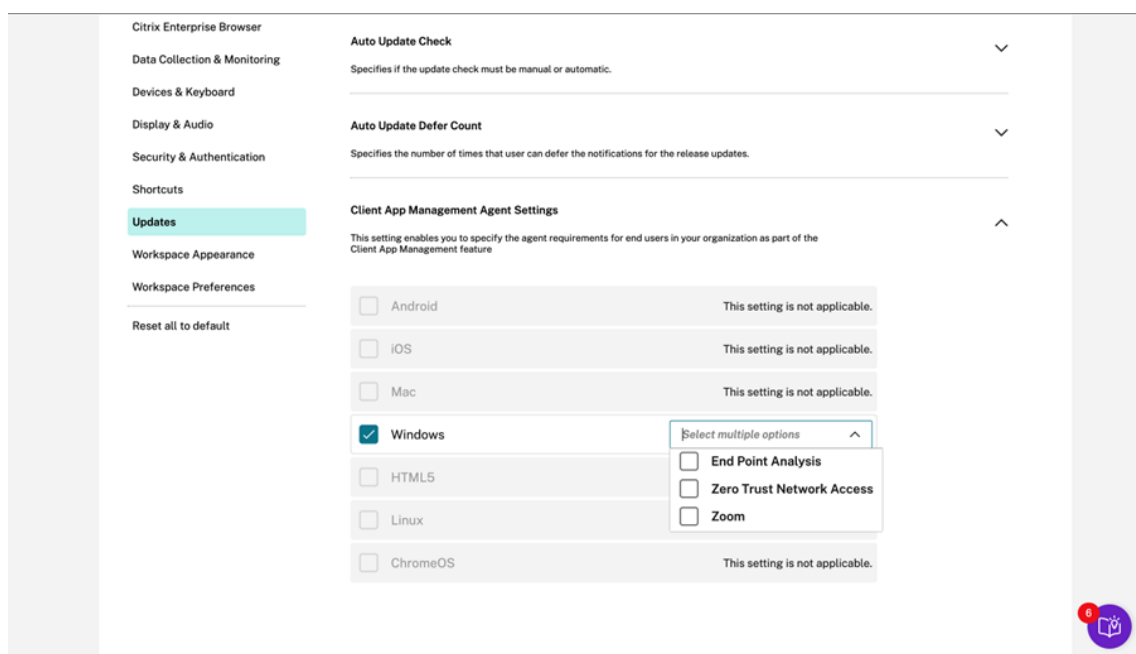 Citrix Enterprise Browser
Data Collection & Monitoring
Devices & Keyboard
Display & Audio
Security & Authentication
Shortcuts
Updates
Workspace Appearance
Workspace Preferences
Reset all to default
Auto Update Check
Specifies if the update check must be manual or automatic.
Auto Update Defer Count
Specifies the number of times that user can defer the notifications for the release updates.
Client App Management Agent Settings
This setting enables you to specify the agent requirements for end users in your organization as part of the
Client App Management feature
Android This setting is not applicable.
iOS This setting is not applicable.
Mac This setting is not applicable.
Windows Select multiple options
End Point Analysis
HTML5
Zero Trust Network Access
Zoom
Linux
ChromeOS This setting is not applicable.
6